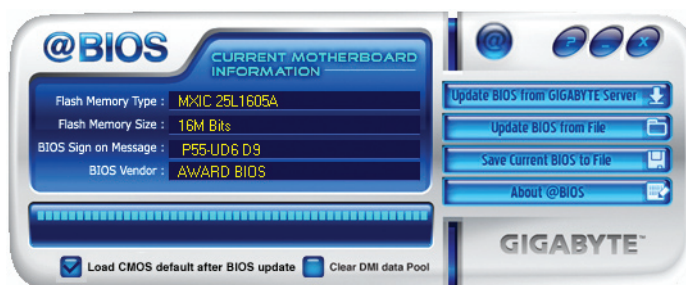 @BIOS
CURRENT MOTHERBOARD
INFORMATION
Flash Memory Type : MXIC 25L1605A
Flash Memory Size : 16M Bits
BIOS Sign on Message : P55-UD6 D9
BIOS Vendor : AWARD BIOS
Load CMOS default after BIOS update
Clear DMI data Pool
@
? – X
Update BIOS from GIGABYTE Server
Update BIOS from File
Save Current BIOS to File
About @BIOS
GIGABYTE™